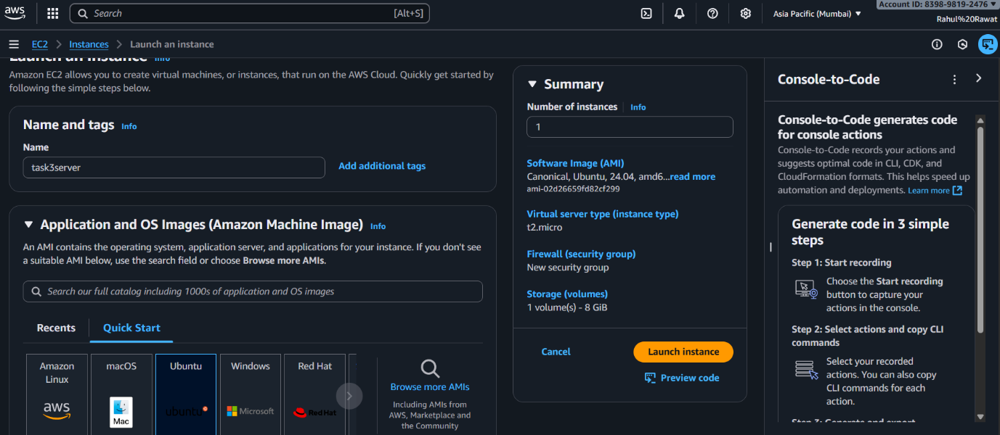 aws
Search [Alt+S]
Asia Pacific (Mumbai)
Account ID: 8398-9819-2476
Rahul%20Rawat
EC2 > Instances > Launch an instance
Launch an instance Info
Amazon EC2 allows you to create virtual machines, or instances, that run on the AWS Cloud. Quickly get started by
following the simple steps below.
Name and tags Info
Name
task3server
Add additional tags
Application and OS Images (Amazon Machine Image) Info
An AMI contains the operating system, application server, and applications for your instance. If you don't see
a suitable AMI below, use the search field or choose Browse more AMIs.
Search our full catalog including 1000s of application and OS images
Recents
Quick Start
Amazon
Linux
aws
macOS
Mac
Ubuntu
ubuntu
Windows
Microsoft
Red Hat
Red Hat
Browse more AMIs
Including AMIs from
AWS, Marketplace and
the Community
Summary
Number of instances Info
1
Software Image (AMI)
Canonical, Ubuntu, 24.04, amd6...read more
ami-02d26659fd82cf299
Virtual server type (instance type)
t2.micro
Firewall (security group)
New security group
Storage (volumes)
1 volume(s) - 8 GiB
Cancel
Launch instance
Preview code
Console-to-Code
Console-to-Code generates code
for console actions
Console-to-Code records your actions and
suggests optimal code in CLI, CDK, and
CloudFormation formats. This helps speed up
automation and deployments. Learn more
Generate code in 3 simple
steps
Step 1: Start recording
Choose the Start recording
button to capture your
actions in the console.
Step 2: Select actions and copy CLI
commands
Select your recorded
actions. You can also copy
CLI commands for each
action.
Step 3: Generate and export